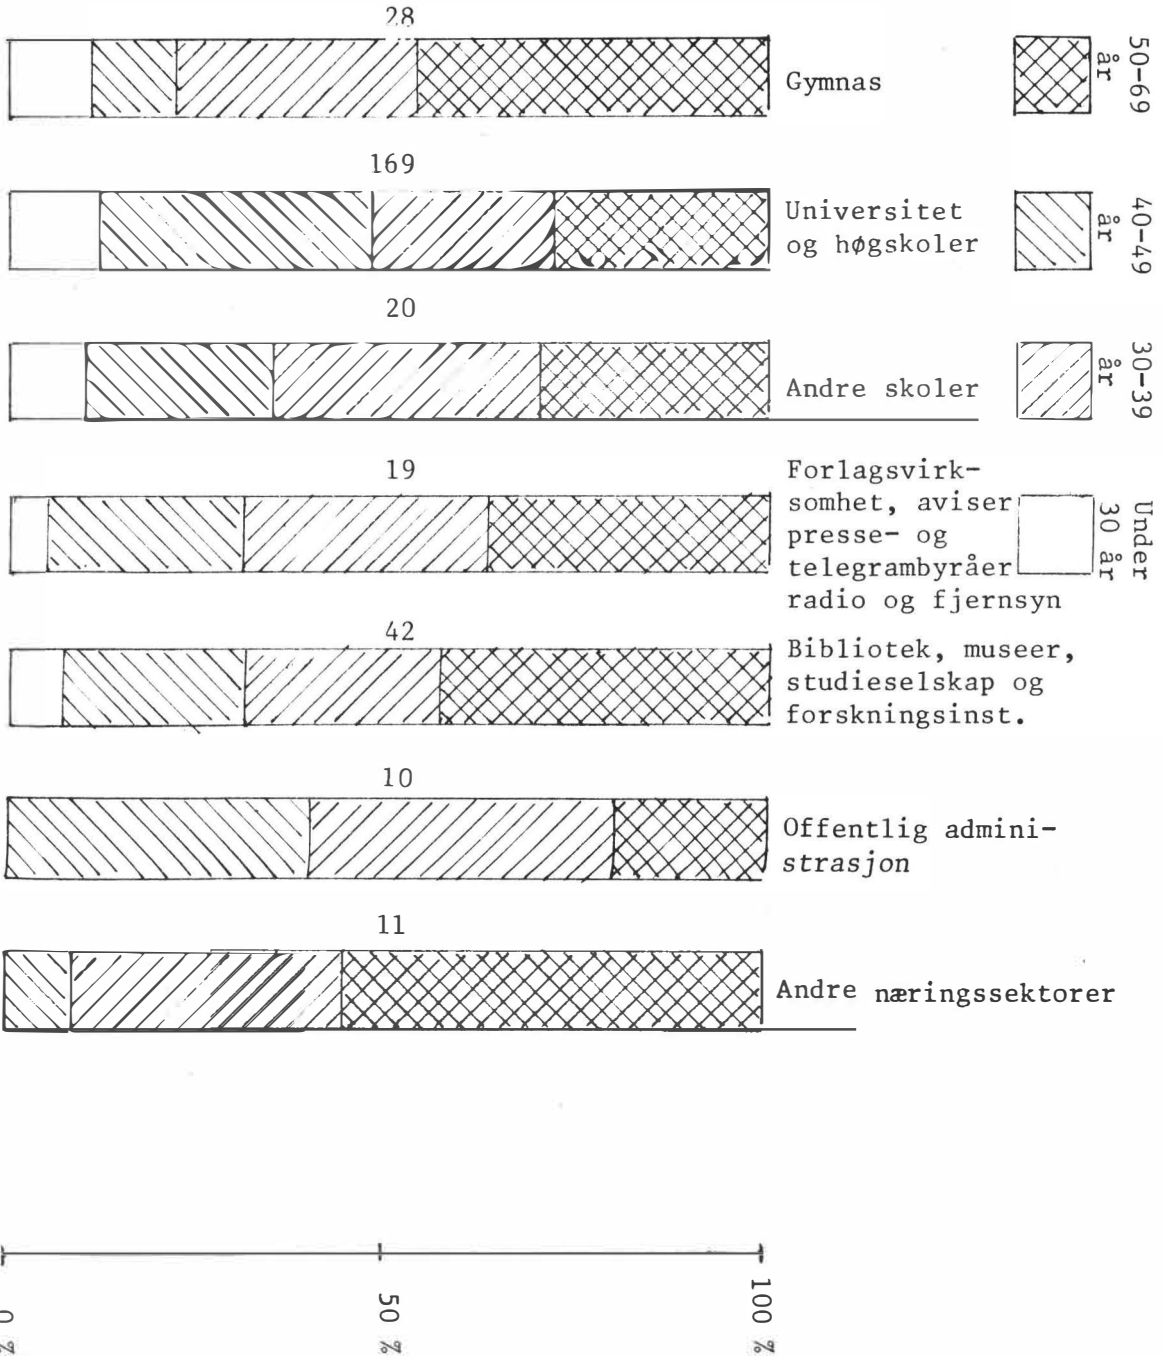 28
Gymnas
50-69
år
169
Universitet
og høgskoler
40-49
år
20
Andre skoler
30-39
år
19
Forlagsvirk-
somhet, aviser
presse- og
telegrambyråer
radio og fjernsyn
Under
30 år
42
Bibliotek, museer,
studieselskap og
forskningsinst.
10
Offentlig admini-
strasjon
11
Andre næringssektorer
0 %
50 %
100 %